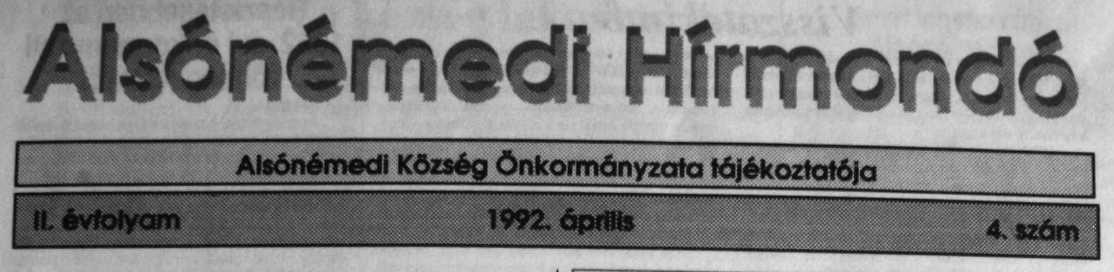 Alsónémedi Hírmondó
Alsónémedi Község Önkormányzata tájékoztatója
II. évfolyam 1992. április 4. szám